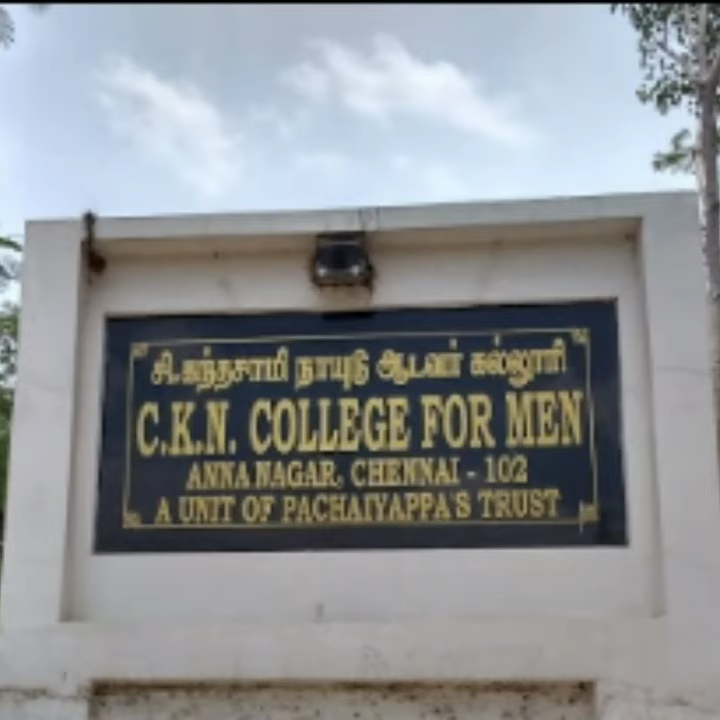 சி.கந்தசாமி நாயுடு ஆடவர் கல்லூரி
C.K.N. COLLEGE FOR MEN
ANNA NAGAR, CHENNAI - 102
A UNIT OF PACHAIYAPPA'S TRUST